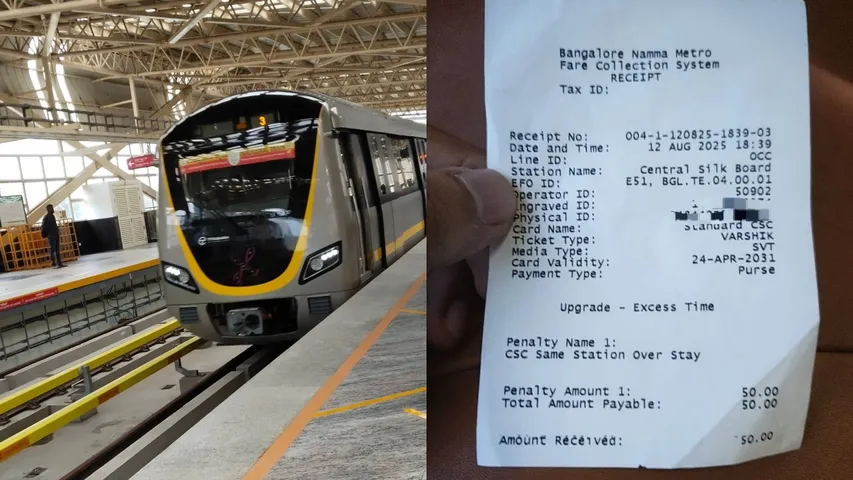 3
Bangalore Namma Metro
Fare Collection System
RECEIPT
Tax ID:
Receipt No: 004-1-120825-1839-03
Date and Time: 12 AUG 2025 18:39
Line ID: OCC
Station Name: Central Silk Board
EFO ID: E51, BGL.TE.04.00.01
Operator ID: 50902
Engraved ID:
Physical ID:
Card Name: Standard CSC
Ticket Type: VARSHIK
Media Type: SVT
Card Validity: 24-APR-2031
Payment Type: Purse
Upgrade - Excess Time
Penalty Name 1:
CSC Same Station Over Stay
Penalty Amount 1: 50.00
Total Amount Payable: 50.00
Amount Received: 50.00